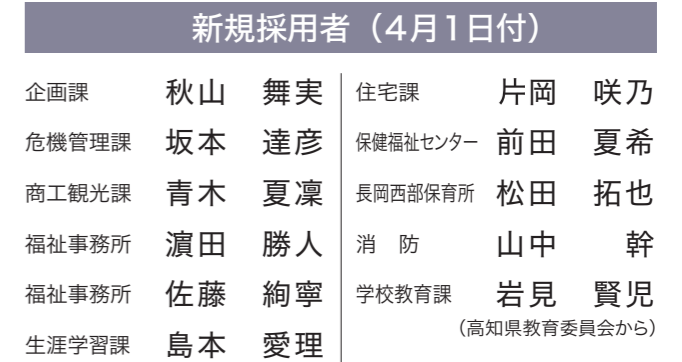 新規採用者（4月1日付）
企画課 秋山 舞実
危機管理課 坂本 達彦
商工観光課 青木 夏凜
福祉事務所 濵田 勝人
福祉事務所 佐藤 絢寧
生涯学習課 島本 愛理
住宅課 片岡 咲乃
保健福祉センター 前田 夏希
長岡西部保育所 松田 拓也
消 防 山中 幹
学校教育課 岩見 賢児
（高知県教育委員会から）